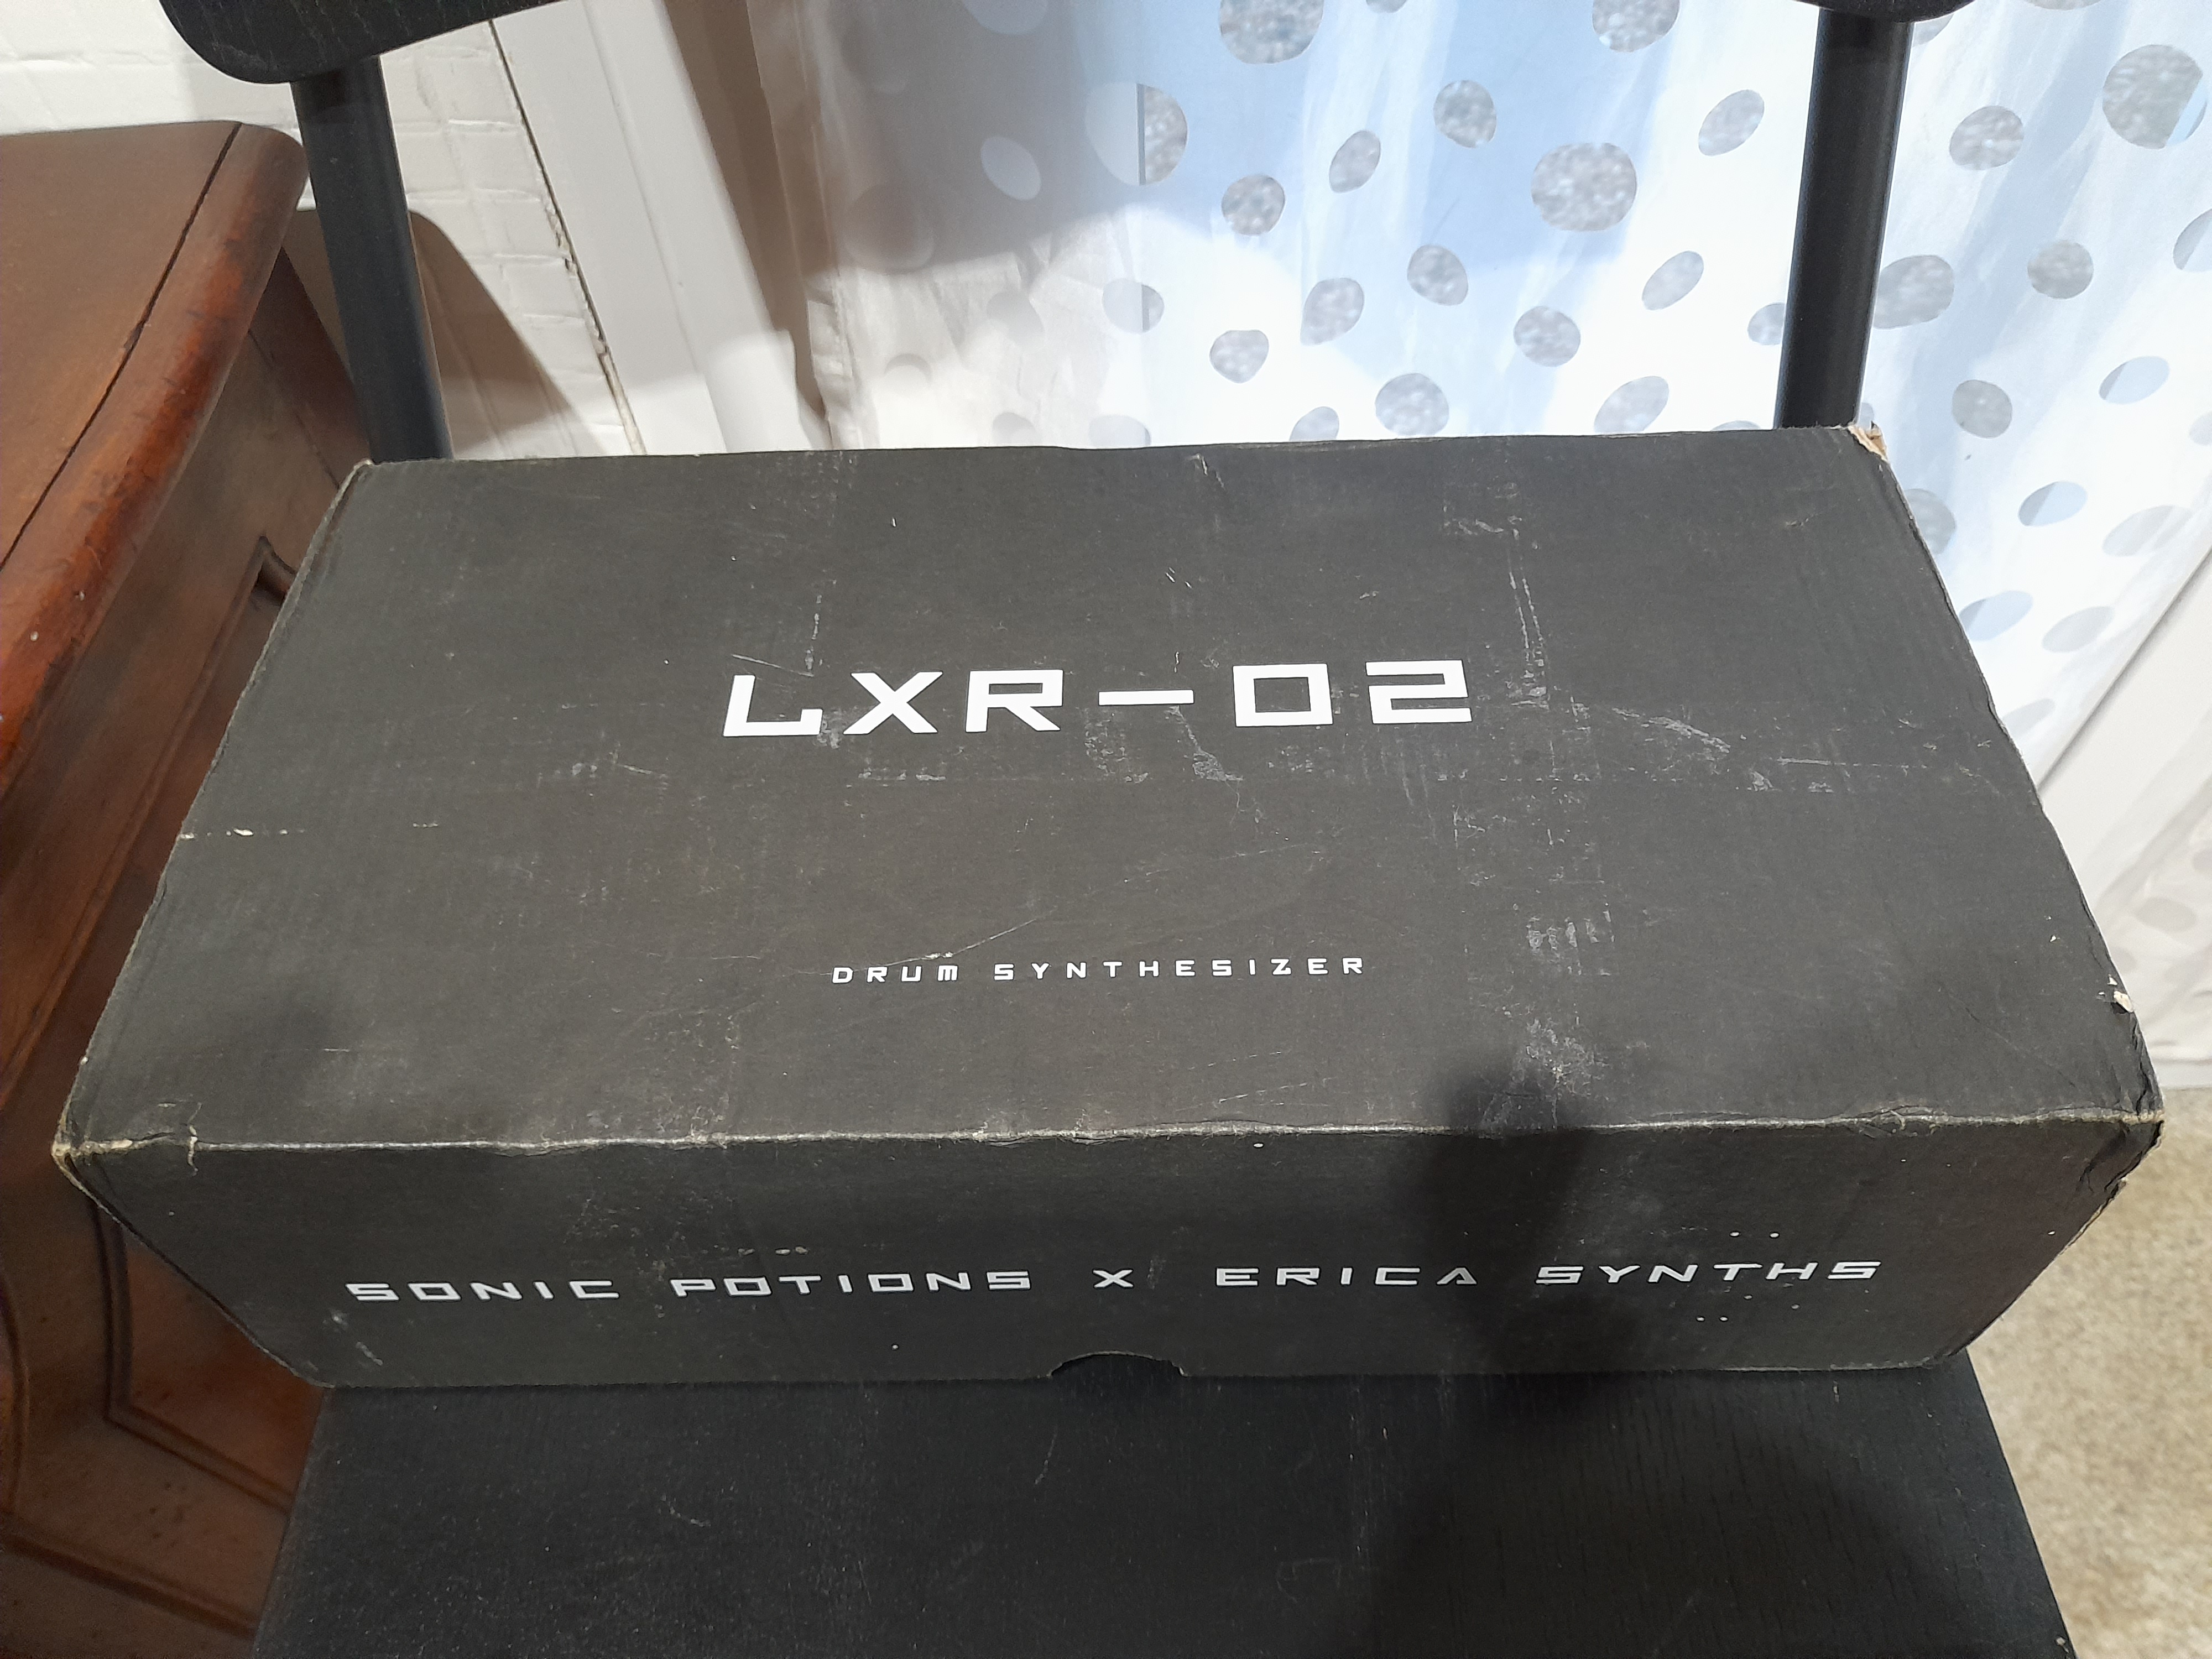 LXR-02
DRUM SYNTHESIZER
SONIC POTIONS X ERICA SYNTHS